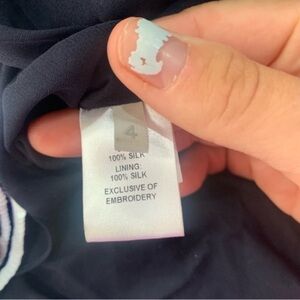 4
100% SILK
LINING:
100% SILK
EXCLUSIVE OF
EMBROIDERY